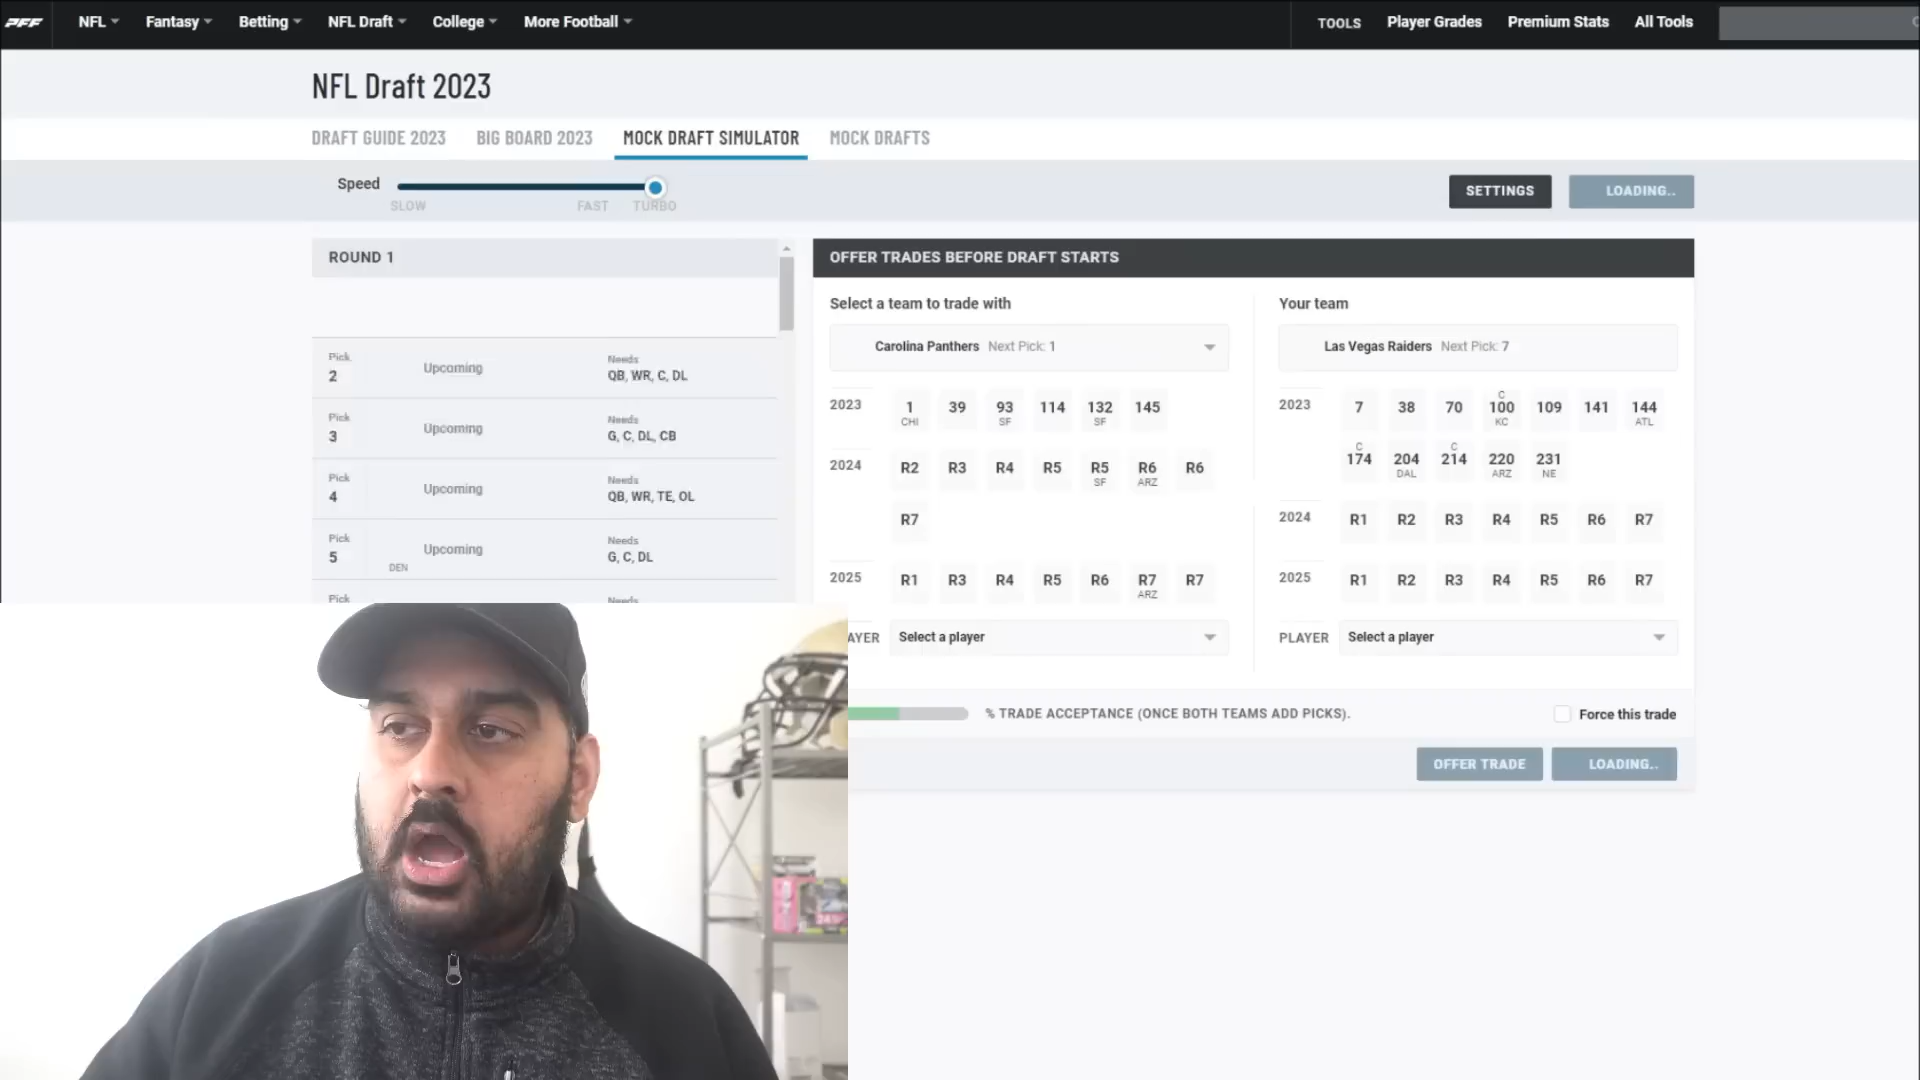 PFF NFL Fantasy Betting NFL Draft College More Football TOOLS Player Grades Premium Stats All Tools
NFL Draft 2023
DRAFT GUIDE 2023 BIG BOARD 2023 MOCK DRAFT SIMULATOR MOCK DRAFTS
Speed
SLOW FAST TURBO
SETTINGS LOADING..
ROUND 1
Pick
2
Upcoming
Needs
QB, WR, C, DL
Pick
3
Upcoming
Needs
G, C, DL, CB
Pick
4
Upcoming
Needs
QB, WR, TE, OL
Pick
5
DEN
Upcoming
Needs
G, C, DL
Pick
Needs
OFFER TRADES BEFORE DRAFT STARTS
Select a team to trade with
Carolina Panthers Next Pick: 1
2023 1 39 93 114 132 145
CHI SF SF
2024 R2 R3 R4 R5 R5 R6 R6
SF ARZ
R7
2025 R1 R3 R4 R5 R6 R7 R7
ARZ
AYER Select a player
Your team
Las Vegas Raiders Next Pick: 7
C
2023 7 38 70 100 109 141 144
KC ATL
C C
174 204 214 220 231
DAL ARZ NE
2024 R1 R2 R3 R4 R5 R6 R7
2025 R1 R2 R3 R4 R5 R6 R7
PLAYER Select a player
% TRADE ACCEPTANCE (ONCE BOTH TEAMS ADD PICKS).
Force this trade
OFFER TRADE LOADING..